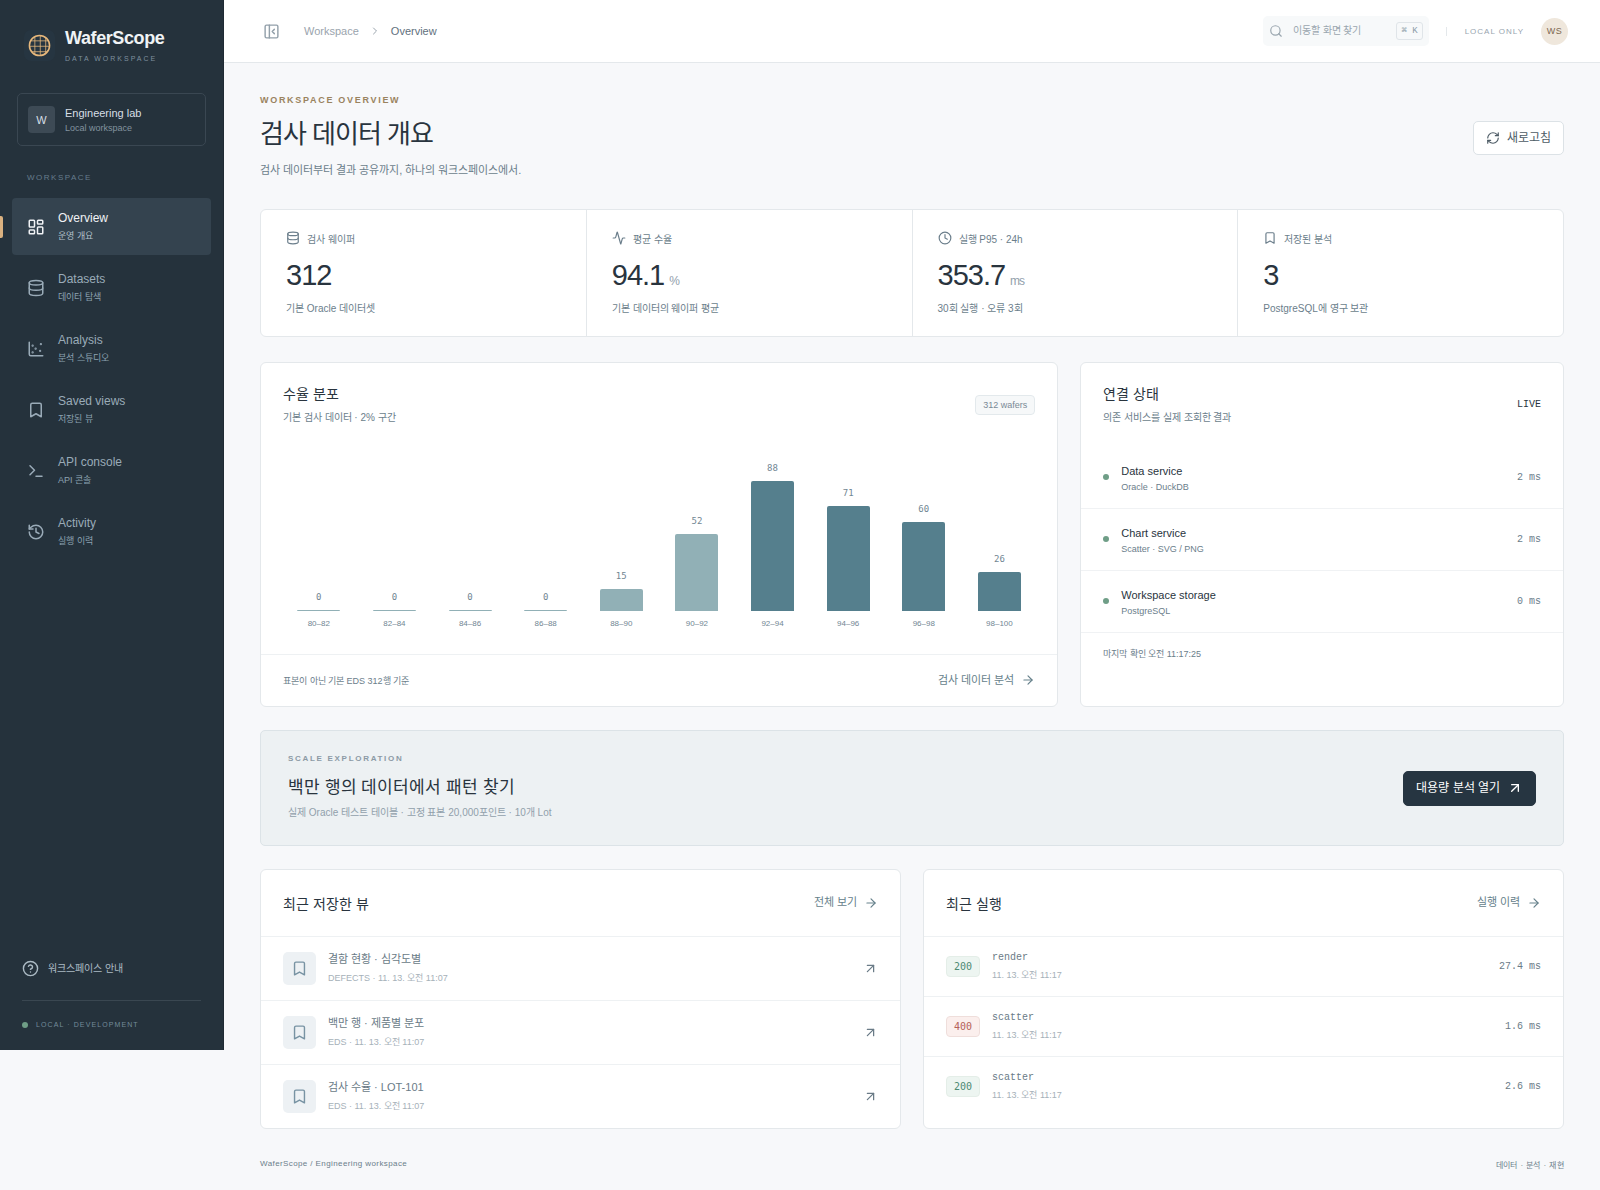 WaferScope
DATA WORKSPACE
W
Engineering lab
Local workspace
WORKSPACE
Overview
운영 개요
Datasets
데이터 탐색
Analysis
분석 스튜디오
Saved views
저장된 뷰
API console
API 콘솔
Activity
실행 이력
워크스페이스 안내
LOCAL · DEVELOPMENT
Workspace > Overview
이동할 화면 찾기
⌘ K
LOCAL ONLY
WS
WORKSPACE OVERVIEW
검사 데이터 개요
검사 데이터부터 결과 공유까지, 하나의 워크스페이스에서.
새로고침
검사 웨이퍼
312
기본 Oracle 데이터셋
평균 수율
94.1 %
기본 데이터의 웨이퍼 평균
실행 P95 · 24h
353.7 ms
30회 실행 · 오류 3회
저장된 분석
3
PostgreSQL에 영구 보관
수율 분포
기본 검사 데이터 · 2% 구간
312 wafers
0 0 0 0 15 52 88 71 60 26
80–82 82–84 84–86 86–88 88–90 90–92 92–94 94–96 96–98 98–100
표본이 아닌 기본 EDS 312행 기준
검사 데이터 분석
연결 상태
의존 서비스를 실제 조회한 결과
LIVE
Data service
Oracle · DuckDB
2 ms
Chart service
Scatter · SVG / PNG
2 ms
Workspace storage
PostgreSQL
0 ms
마지막 확인 오전 11:17:25
SCALE EXPLORATION
백만 행의 데이터에서 패턴 찾기
실제 Oracle 테스트 테이블 · 고정 표본 20,000포인트 · 10개 Lot
대용량 분석 열기
최근 저장한 뷰
전체 보기
결함 현황 · 심각도별
DEFECTS · 11. 13. 오전 11:07
백만 행 · 제품별 분포
EDS · 11. 13. 오전 11:07
검사 수율 · LOT-101
EDS · 11. 13. 오전 11:07
최근 실행
실행 이력
200
render
11. 13. 오전 11:17
27.4 ms
400
scatter
11. 13. 오전 11:17
1.6 ms
200
scatter
11. 13. 오전 11:17
2.6 ms
WaferScope / Engineering workspace
데이터 · 분석 · 재현